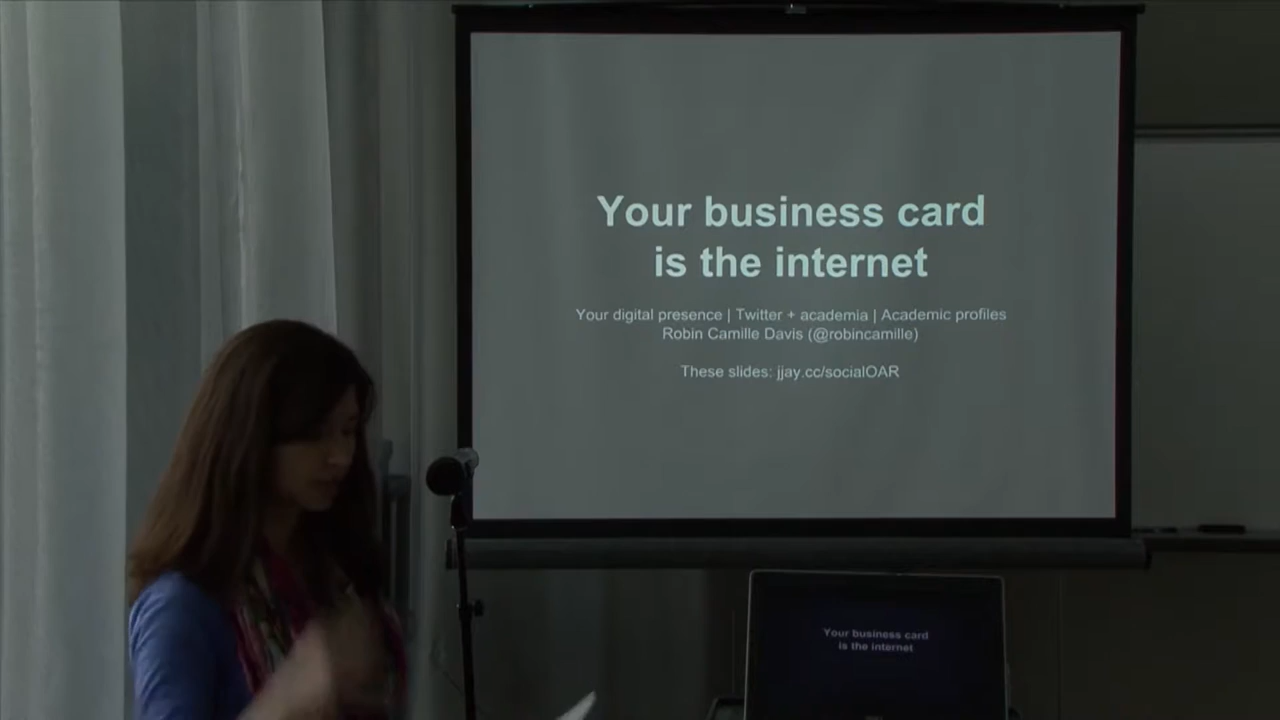 Your business card
is the internet
Your digital presence | Twitter + academia | Academic profiles
Robin Camille Davis (@robincamille)
These slides: jjay.cc/socialOAR
Your business card
is the internet